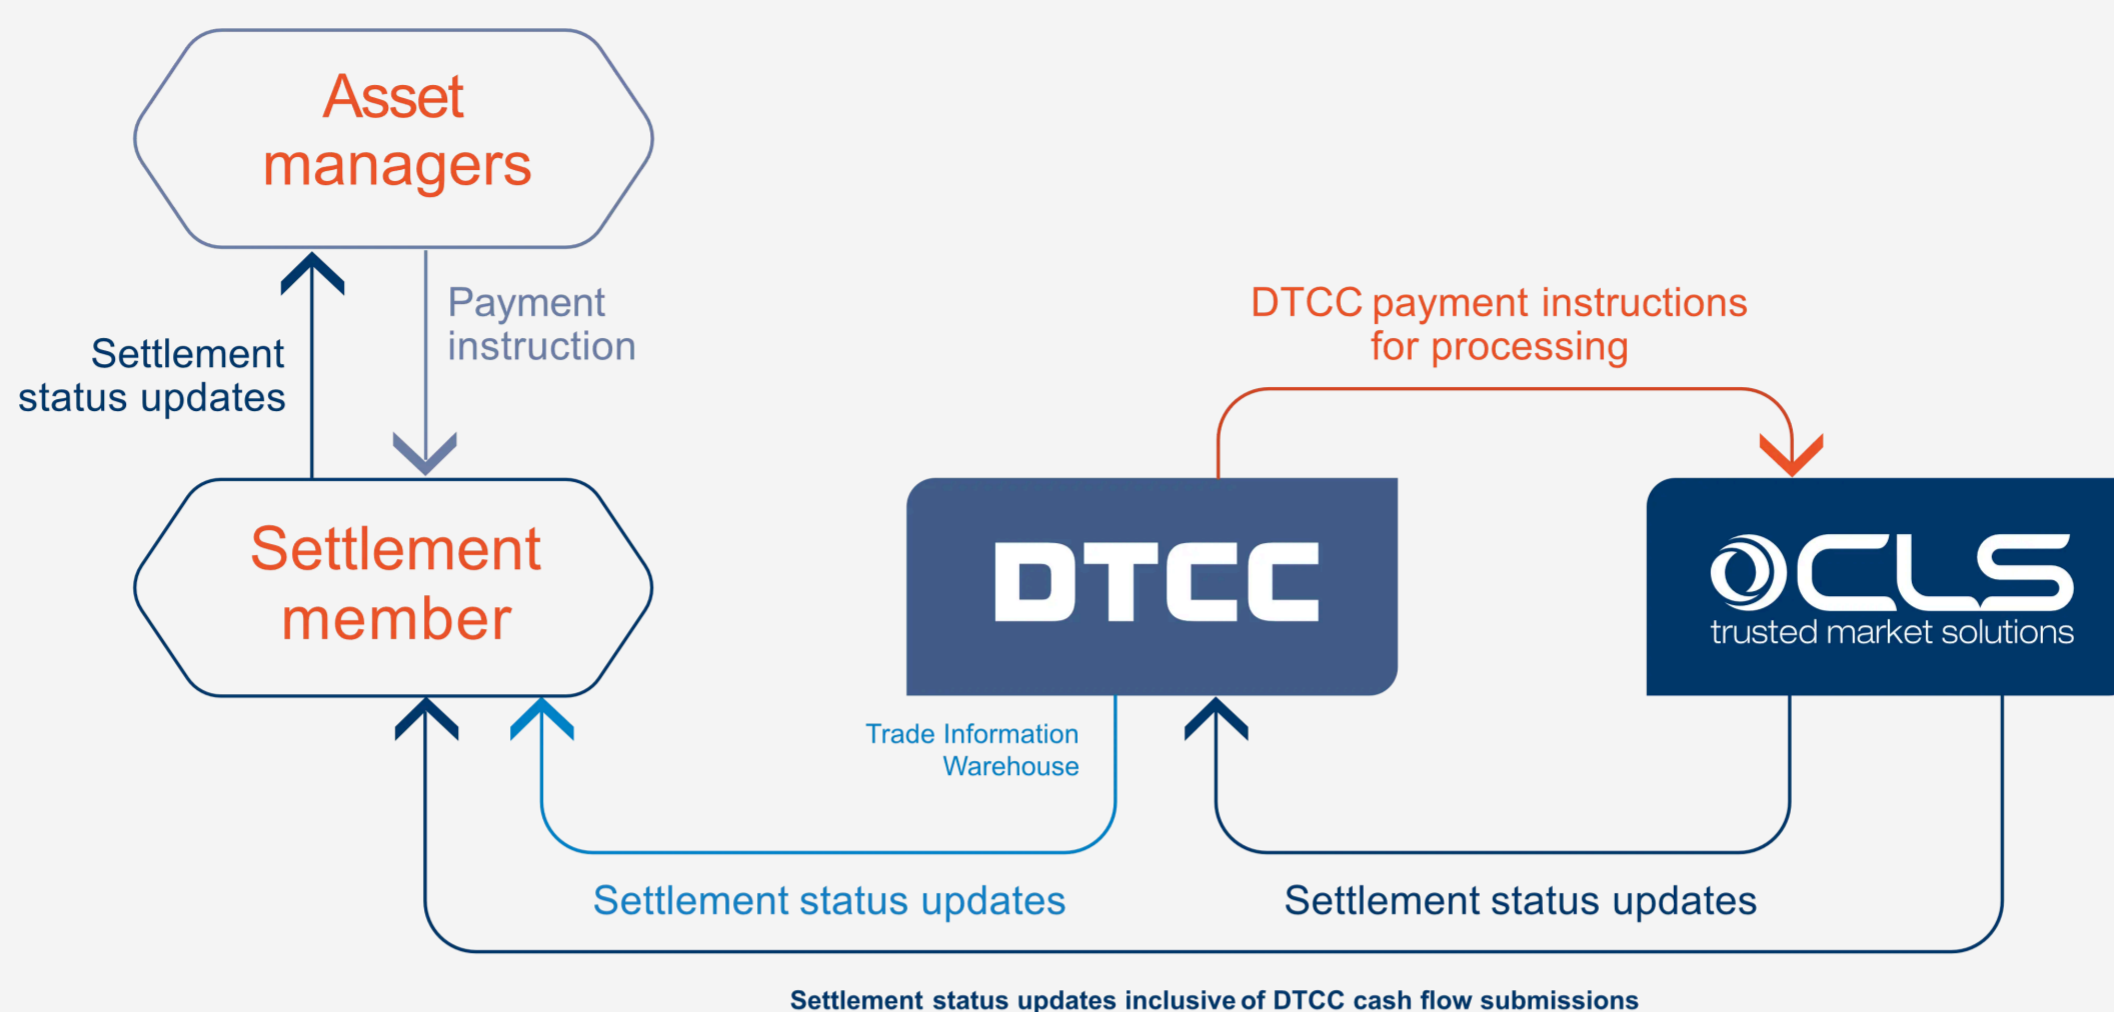 Asset
managers
Settlement
status updates
Payment
instruction
DTCC payment instructions
for processing
Settlement
member
DTCC
CLS
trusted market solutions
Trade Information
Warehouse
Settlement status updates
Settlement status updates
Settlement status updates inclusive of DTCC cash flow submissions